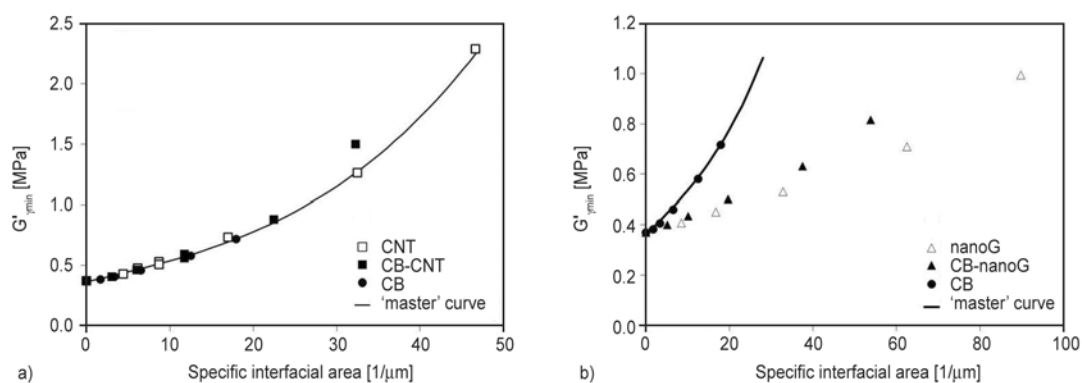 2.5
2.0
1.5
1.0
0.5
0.0
G'γmin [MPa]
□ CNT
■ CB-CNT
● CB
— 'master' curve
0 10 20 30 40 50
Specific interfacial area [1/μm]
a)
1.2
1.0
0.8
0.6
0.4
0.2
0.0
G'γmin [MPa]
△ nanoG
▲ CB-nanoG
● CB
— 'master' curve
0 20 40 60 80 100
Specific interfacial area [1/μm]
b)